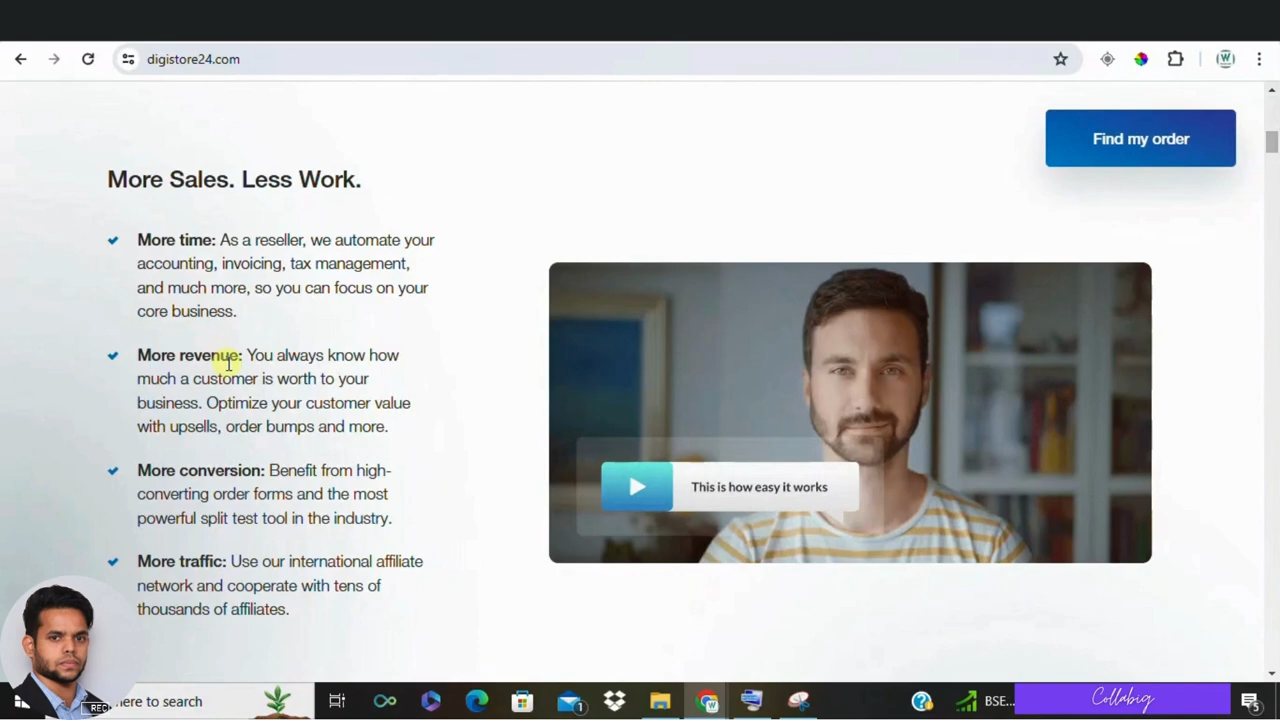 digistore24.com
W
Find my order
More Sales. Less Work.
More time: As a reseller, we automate your
accounting, invoicing, tax management,
and much more, so you can focus on your
core business.
More revenue: You always know how
much a customer is worth to your
business. Optimize your customer value
with upsells, order bumps and more.
More conversion: Benefit from high-
converting order forms and the most
powerful split test tool in the industry.
More traffic: Use our international affiliate
network and cooperate with tens of
thousands of affiliates.
This is how easy it works
REC
here to search
1
BSE...
Collabig
5